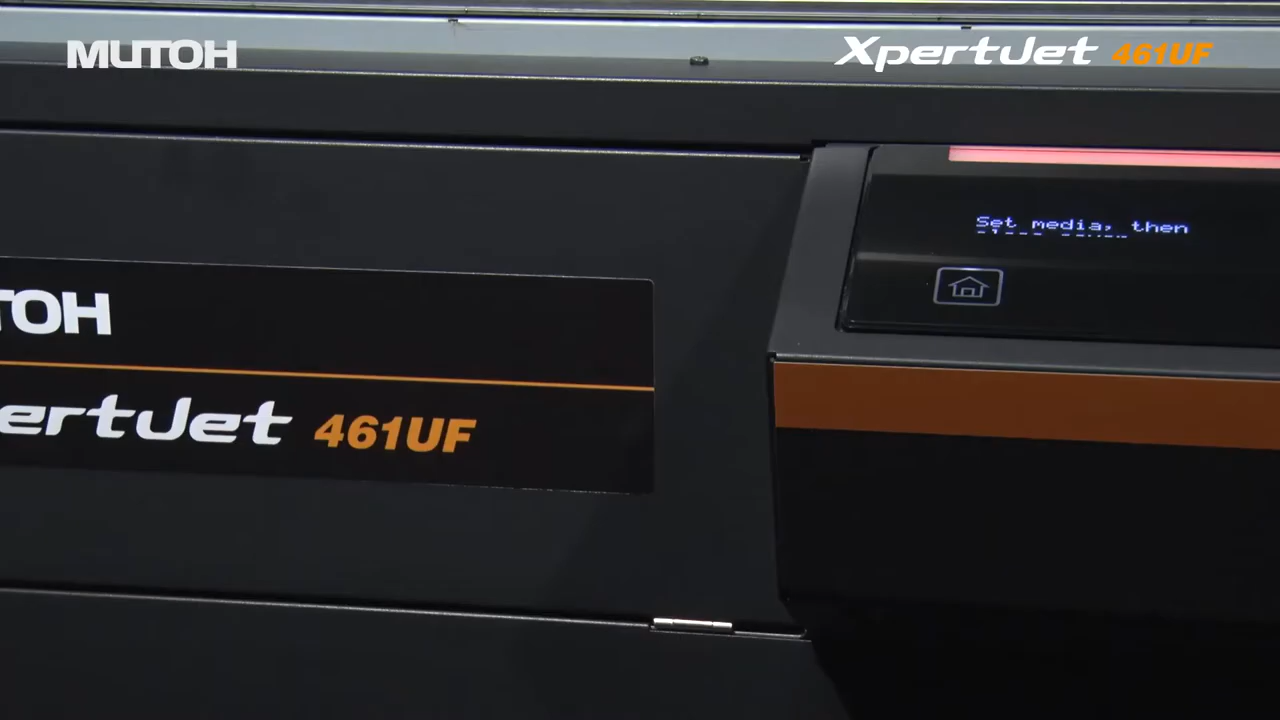 MUTOH
XpertJet 461UF
Set media, then
TOH
ertJet 461UF